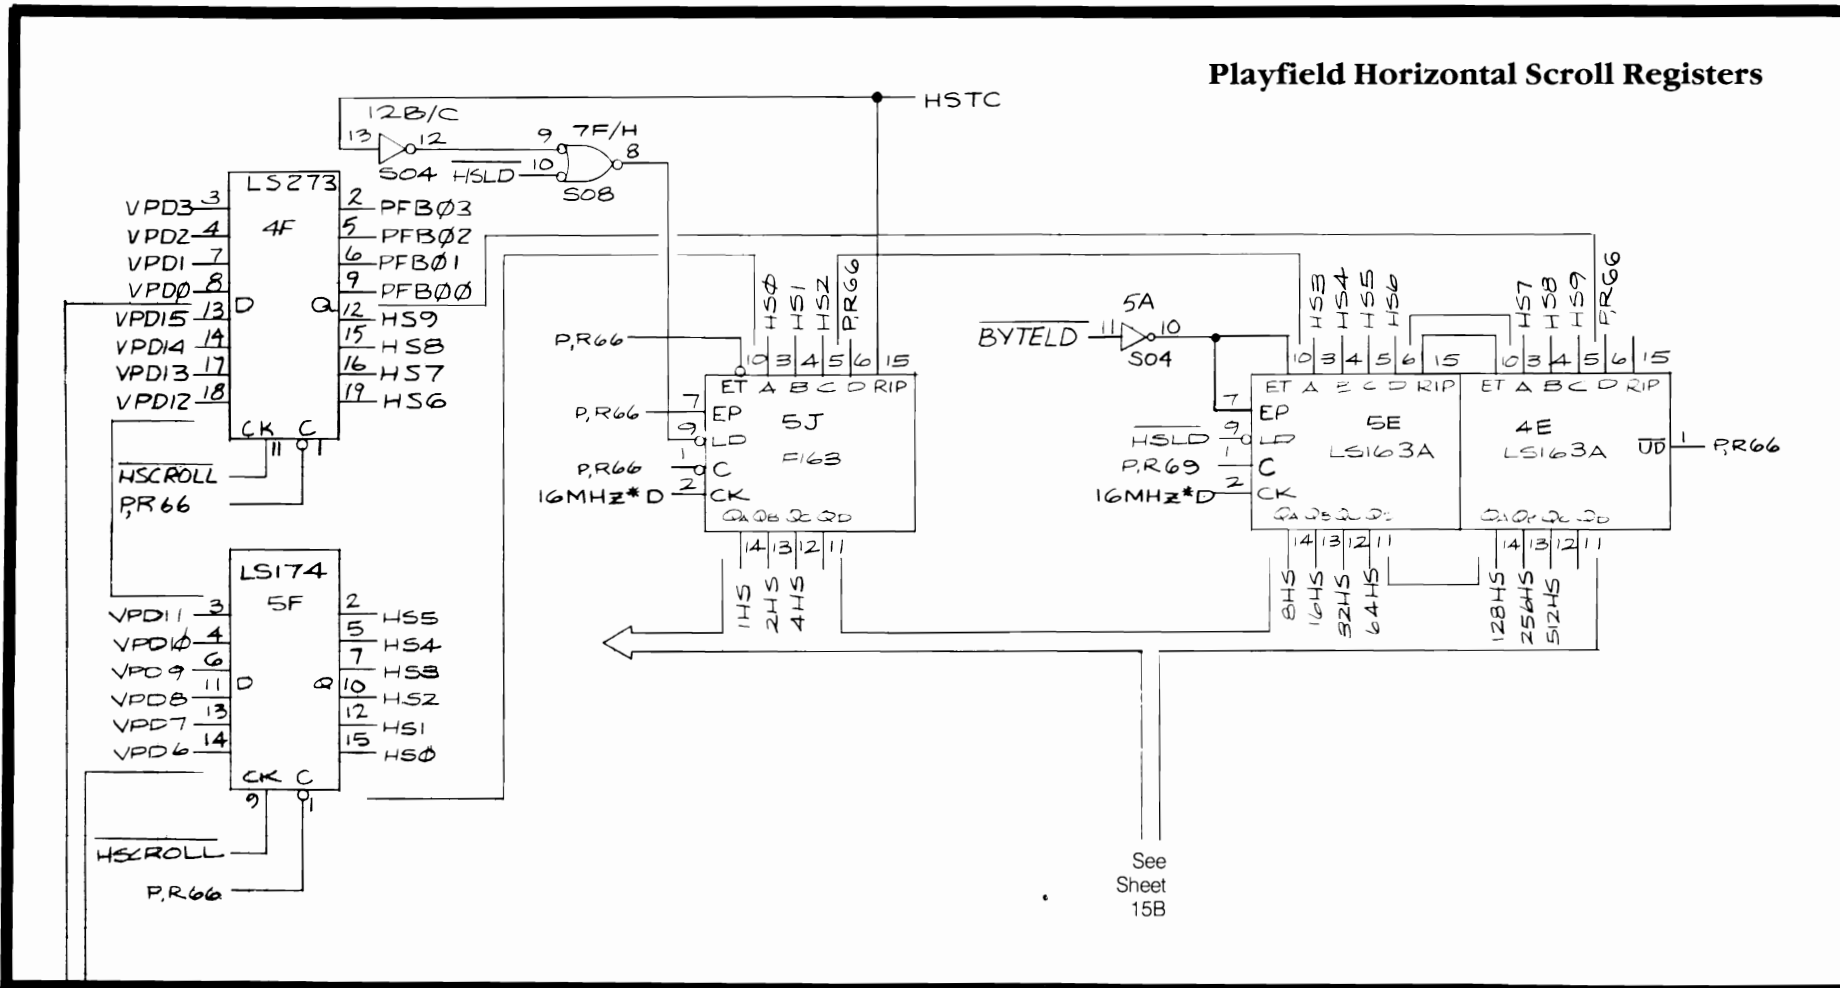 Playfield Horizontal Scroll Registers
HSTC
12B/C
13 12
S04
9 7F/H
8
HSLD 10
S08
LS273
4F
VPD3 3 2 PFBØ3
VPD2 4 5 PFBØ2
VPD1 7 6 PFBØ1
VPDØ 8 9 PFBØØ
D Q
VPD15 13 12 HS9
VPD14 14 15 HS8
VPD13 17 16 HS7
VPD12 18 19 HS6
CK C
11 1
HSCROLL
P,R66
LS174
5F
VPD11 3 2 HS5
VPD1Ø 4 5 HS4
VPD9 6 7 HS3
D Q
VPD8 11 10 HS2
VPD7 13 12 HS1
VPD6 14 15 HSØ
CK C
9 1
HSCROLL
P,R66
HSØ HS1 HS2 P,R66
P,R66
10 3 4 5 6 15
ET A B C D RIP
P,R66 7 EP
5J
9 LD
F163
P,R66 1 C
16MHz*D 2 CK
QA QB QC QD
14 13 12 11
1HS 2HS 4HS
5A
BYTELD 11 10
S04
HS3 HS4 HS5 HS6
HS7 HS8 HS9 P,R66
10 3 4 5 6 15
10 3 4 5 6 15
ET A B C D RIP
ET A B C D RIP
7 EP
5E
4E
HSLD 9 LD
LS163A
LS163A
UD 1 P,R66
P,R69 1 C
16MHz*D 2 CK
QA QB QC QD
QA QB QC QD
14 13 12 11
14 13 12 11
8HS 16HS 32HS 64HS
128HS 256HS 512HS
See
Sheet
15B